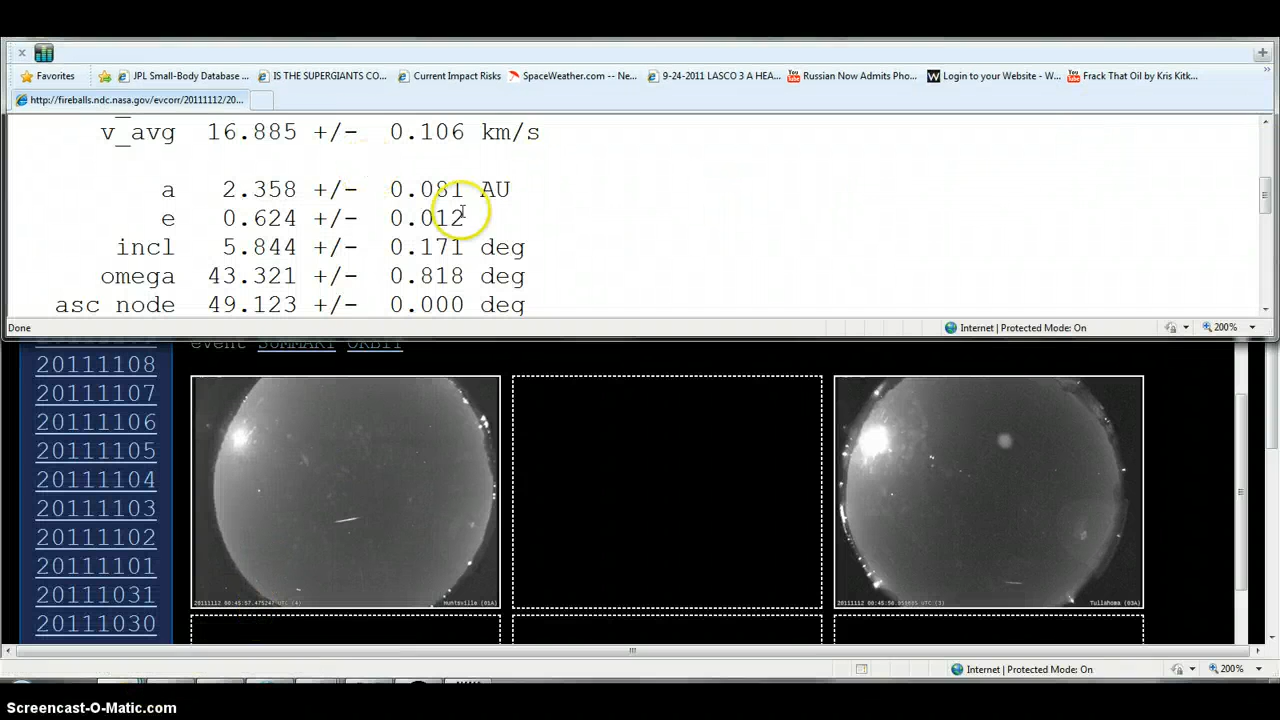 Favorites
JPL Small-Body Database ...
IS THE SUPERGIANTS CO...
Current Impact Risks
SpaceWeather.com -- Ne...
9-24-2011 LASCO 3 A HEA...
Russian Now Admits Pho...
Login to your Website - W...
Frack That Oil by Kris Kitk...
http://fireballs.ndc.nasa.gov/evcorr/20111112/20...
v_avg 16.885 +/- 0.106 km/s
a 2.358 +/- 0.081 AU
e 0.624 +/- 0.012
incl 5.844 +/- 0.171 deg
omega 43.321 +/- 0.818 deg
asc node 49.123 +/- 0.000 deg
Done
Internet | Protected Mode: On
200%
event SUMMARY ORBIT
20111108
20111107
20111106
20111105
20111104
20111103
20111102
20111101
20111031
20111030
Huntsville (01A)
Tullahoma (03A)
Internet | Protected Mode: On
200%
Screencast-O-Matic.com